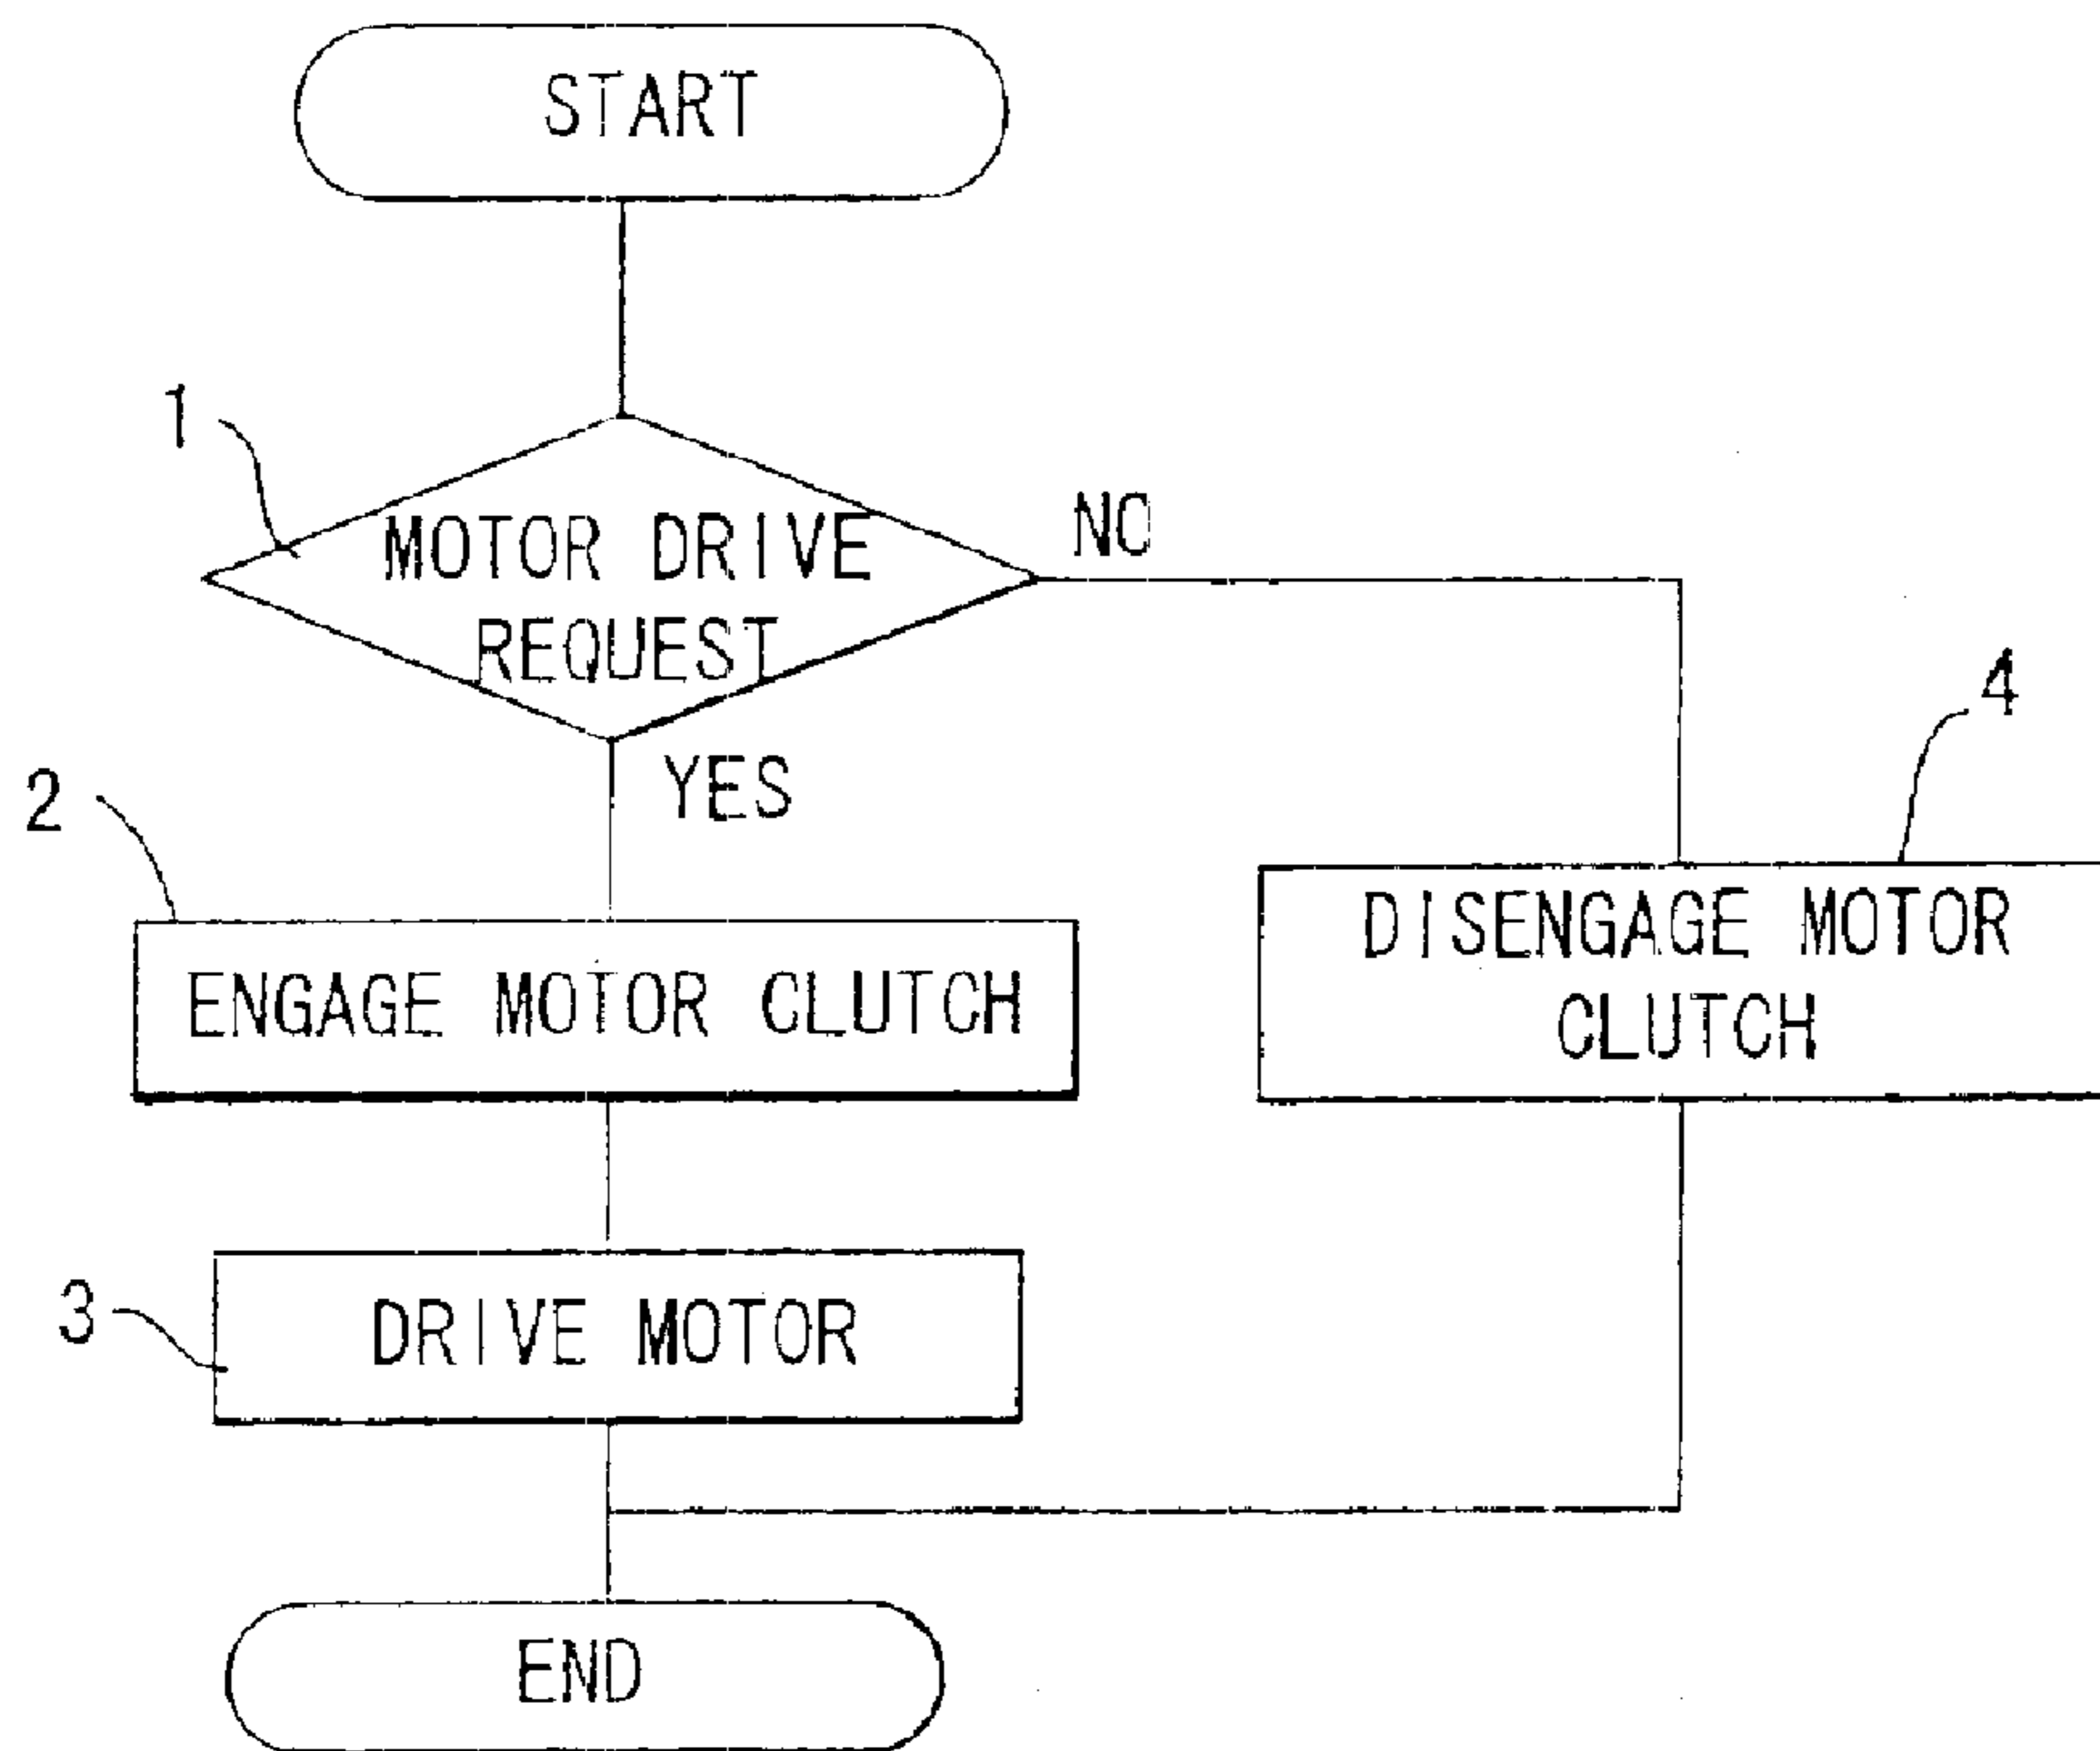 START
1
MOTOR DRIVE
REQUEST
NO
YES
2
ENGAGE MOTOR CLUTCH
4
DISENGAGE MOTOR
CLUTCH
3
DRIVE MOTOR
END